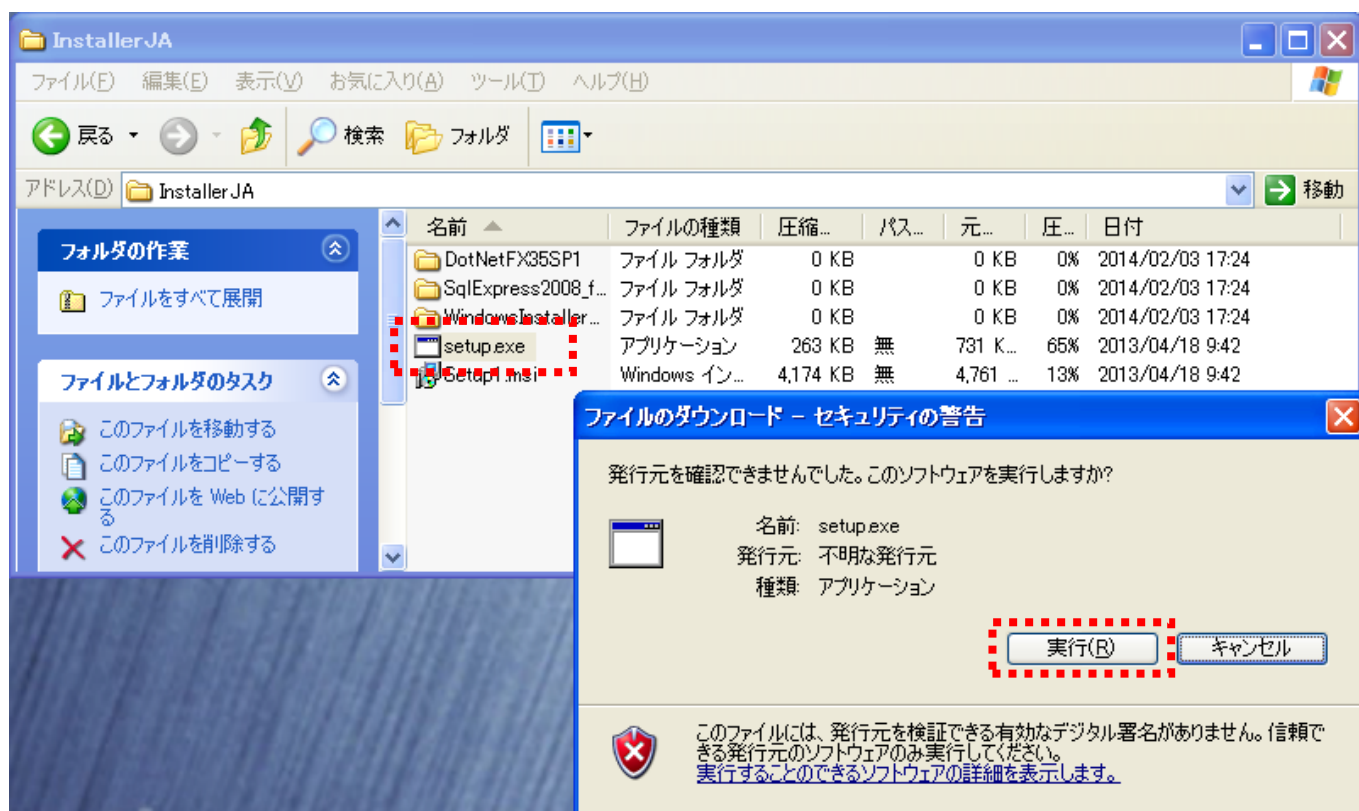 InstallerJA
ファイル(F) 編集(E) 表示(V) お気に入り(A) ツール(T) ヘルプ(H)
戻る 検索 フォルダ
アドレス(D) InstallerJA 移動
名前 ファイルの種類 圧縮... パス... 元... 圧... 日付
フォルダの作業
ファイルをすべて展開
DotNetFX35SP1 ファイル フォルダ 0 KB 0 KB 0% 2014/02/03 17:24
SqlExpress2008_f... ファイル フォルダ 0 KB 0 KB 0% 2014/02/03 17:24
WindowsInstaller... ファイル フォルダ 0 KB 0 KB 0% 2014/02/03 17:24
setup.exe アプリケーション 263 KB 無 731 K... 65% 2013/04/18 9:42
Setup1.msi Windows イン... 4,174 KB 無 4,761 ... 13% 2013/04/18 9:42
ファイルとフォルダのタスク
このファイルを移動する
このファイルをコピーする
このファイルを Web に公開す
る
このファイルを削除する
ファイルのダウンロード - セキュリティの警告
発行元を確認できませんでした。このソフトウェアを実行しますか?
名前: setup.exe
発行元: 不明な発行元
種類: アプリケーション
実行(R) キャンセル
このファイルには、発行元を検証できる有効なデジタル署名がありません。信頼で
きる発行元のソフトウェアのみ実行してください。
実行することのできるソフトウェアの詳細を表示します。